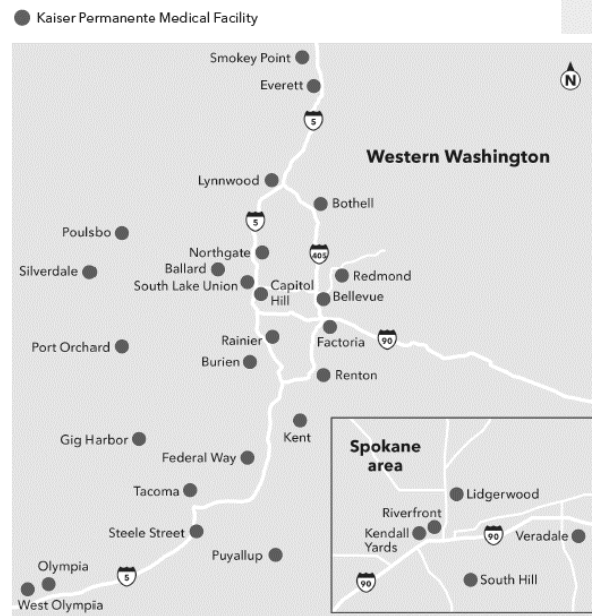 Kaiser Permanente Medical Facility
Smokey Point
N
Everett
5
Western Washington
Lynnwood
Bothell
5
Poulsbo
Northgate
405
Ballard
Silverdale
Redmond
South Lake Union
Capitol
Hill
Bellevue
Rainier
Factoria
90
Port Orchard
Burien
Renton
Kent
Gig Harbor
Spokane
area
Federal Way
Tacoma
Lidgerwood
Riverfront
Steele Street
Kendall
Yards
90
Veradale
Puyallup
Olympia
5
90
South Hill
West Olympiia